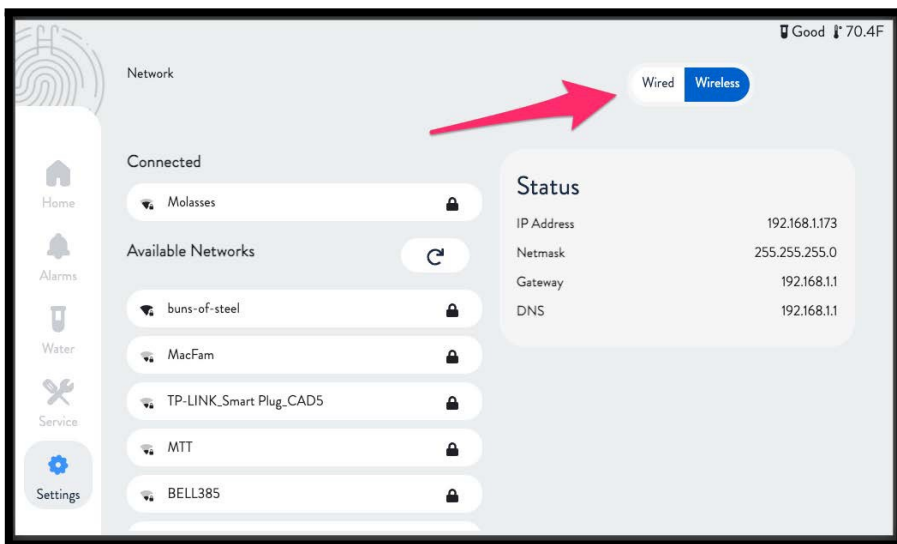 Good 70.4F
Network
Wired Wireless
Connected
Molasses
Available Networks
buns-of-steel
MacFam
TP-LINK_Smart Plug_CAD5
MTT
BELL385
Status
IP Address 192.168.1.173
Netmask 255.255.255.0
Gateway 192.168.1.1
DNS 192.168.1.1
Home
Alarms
Water
Service
Settings